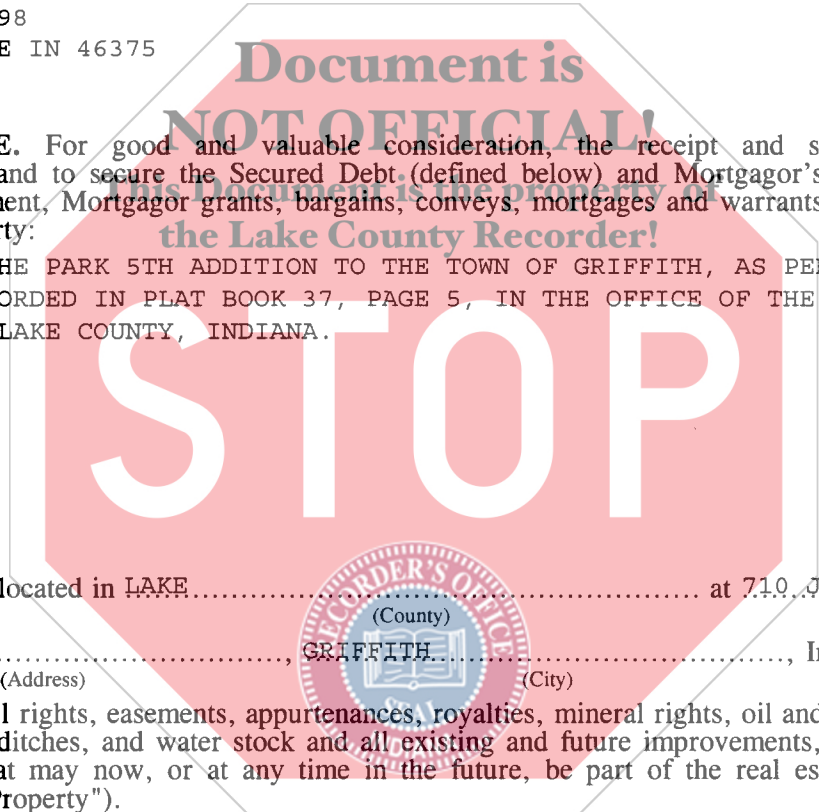 98
E IN 46375
Document is
NOT OFFICIAL!
E. For good and valuable consideration, the receipt and s
and to secure the Secured Debt (defined below) and Mortgagor's
This Document is the property of
ent, Mortgagor grants, bargains, conveys, mortgages and warrants
rty:
the Lake County Recorder!
HE PARK 5TH ADDITION TO THE TOWN OF GRIFFITH, AS PE
ORDED IN PLAT BOOK 37, PAGE 5, IN THE OFFICE OF THE
LAKE COUNTY, INDIANA.
STOP
located in LAKE at 710 J
(County)
RECORDER'S OFFICE
, GRIFFITH, In
(Address) (City)
SEAL
INDIANA
l rights, easements, appurtenances, royalties, mineral rights, oil and
ditches, and water stock and all existing and future improvements,
at may now, or at any time in the future, be part of the real es
roperty").